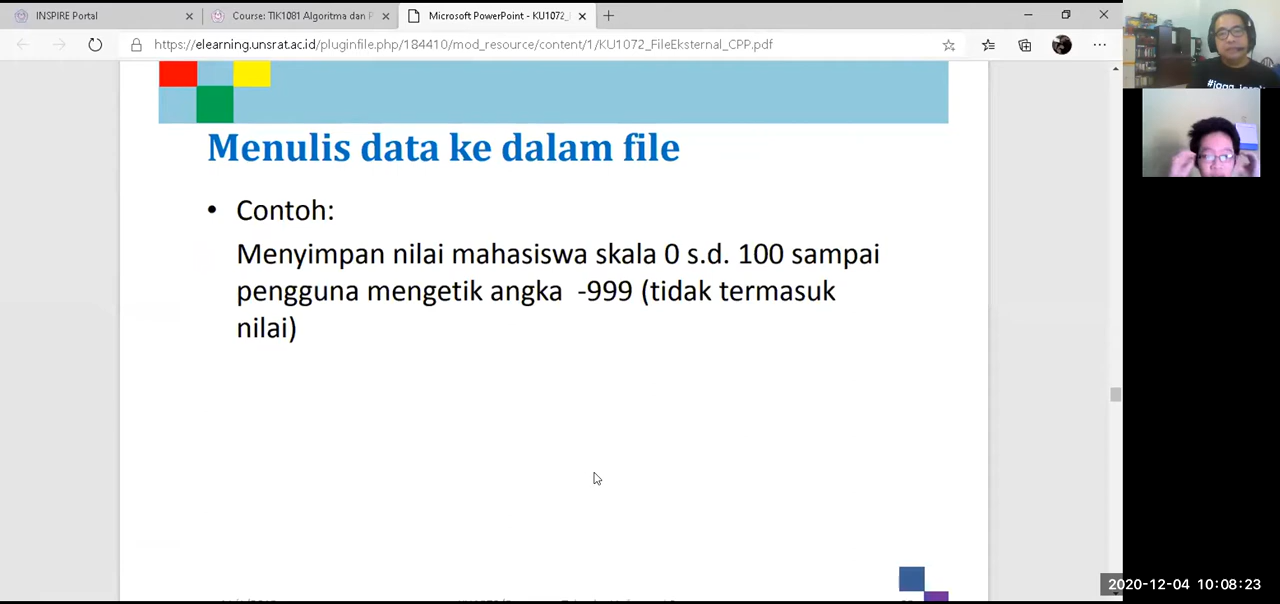 INSPIRE Portal
Course: TIK1081 Algoritma dan P
Microsoft PowerPoint - KU1072_
https://elearning.unsrat.ac.id/pluginfile.php/184410/mod_resource/content/1/KU1072_FileEksternal_CPP.pdf
Menulis data ke dalam file
• Contoh:
Menyimpan nilai mahasiswa skala 0 s.d. 100 sampai
pengguna mengetik angka -999 (tidak termasuk
nilai)
2020-12-04 10:08:23